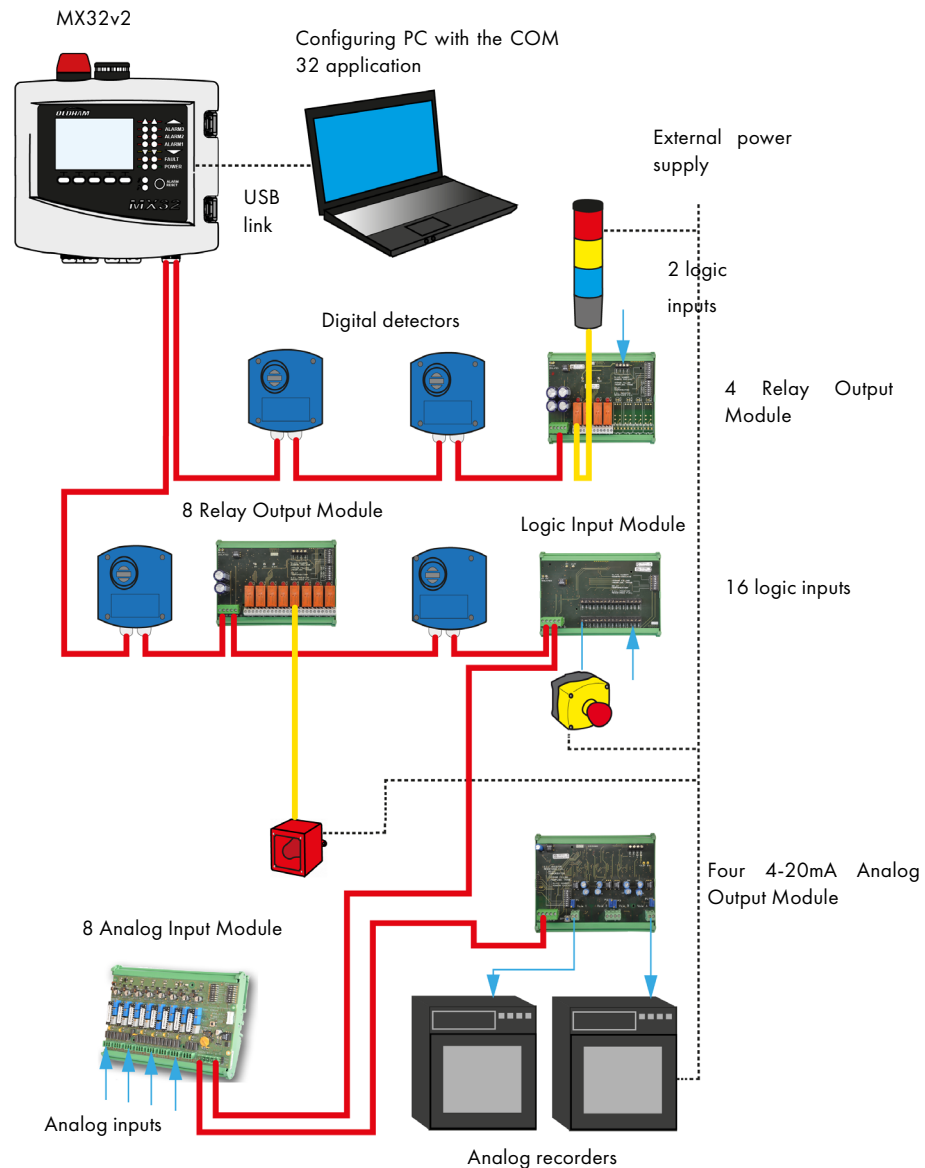 MX32v2
Configuring PC with the COM
32 application
OLDHAM
ALARM3
ALARM2
ALARM1
FAULT
POWER
ALARM
RESET
MX32
USB
link
External power
supply
2 logic
inputs
Digital detectors
4 Relay Output
Module
8 Relay Output Module
Logic Input Module
16 logic inputs
Four 4-20mA Analog
Output Module
8 Analog Input Module
Analog inputs
Analog recorders